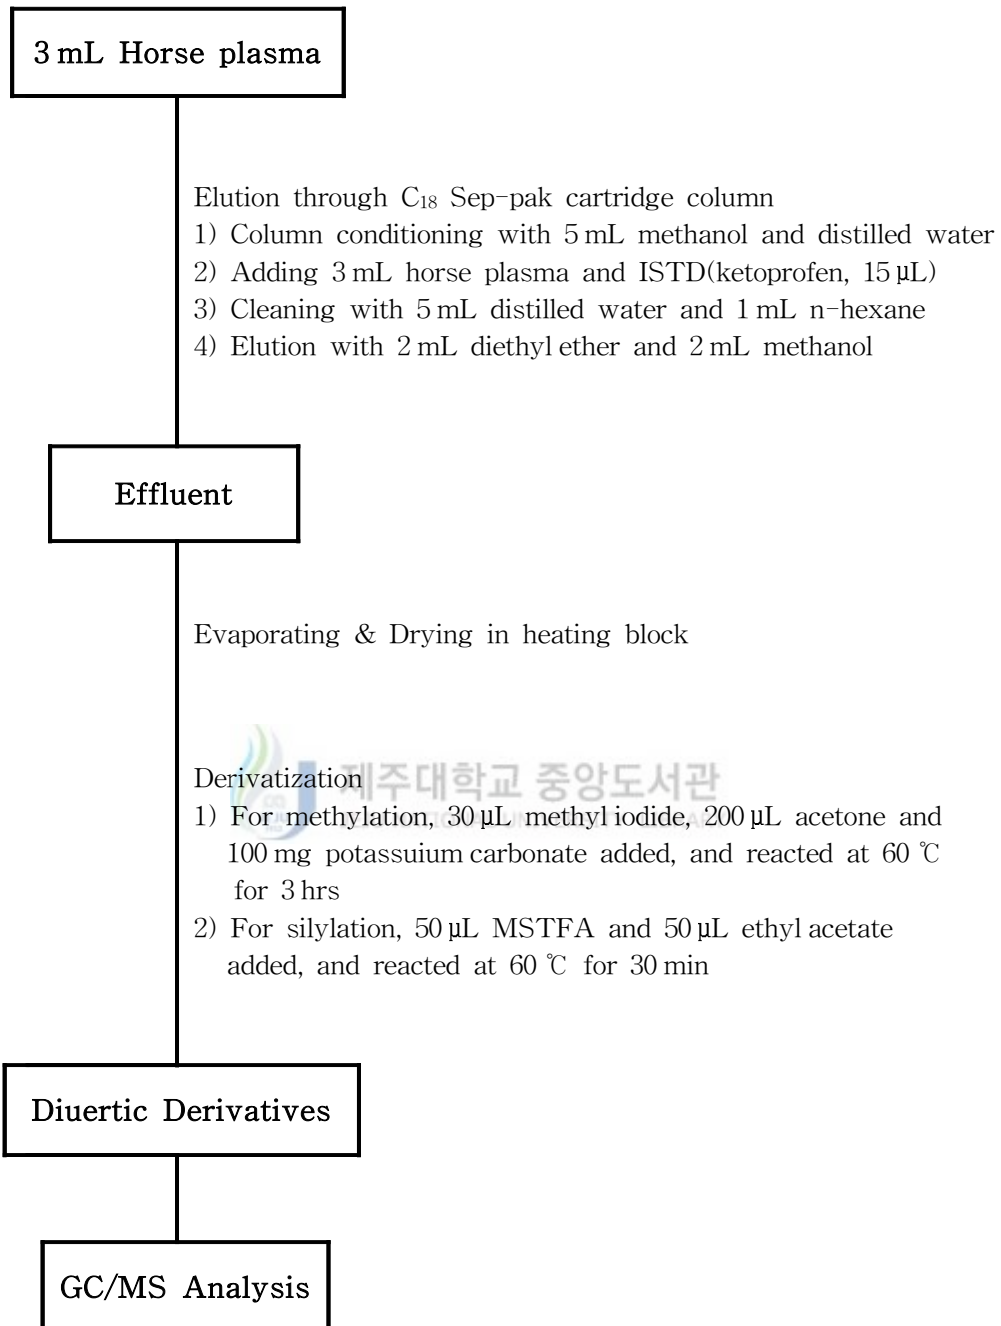 3 mL Horse plasma
Elution through C₁₈ Sep-pak cartridge column
1) Column conditioning with 5 mL methanol and distilled water
2) Adding 3 mL horse plasma and ISTD(ketoprofen, 15 μL)
3) Cleaning with 5 mL distilled water and 1 mL n-hexane
4) Elution with 2 mL diethyl ether and 2 mL methanol
Effluent
Evaporating & Drying in heating block
제주대학교 중앙도서관
Derivatization
1) For methylation, 30 μL methyl iodide, 200 μL acetone and
100 mg potassuium carbonate added, and reacted at 60 ℃
for 3 hrs
2) For silylation, 50 μL MSTFA and 50 μL ethyl acetate
added, and reacted at 60 ℃ for 30 min
Diuertic Derivatives
GC/MS Analysis